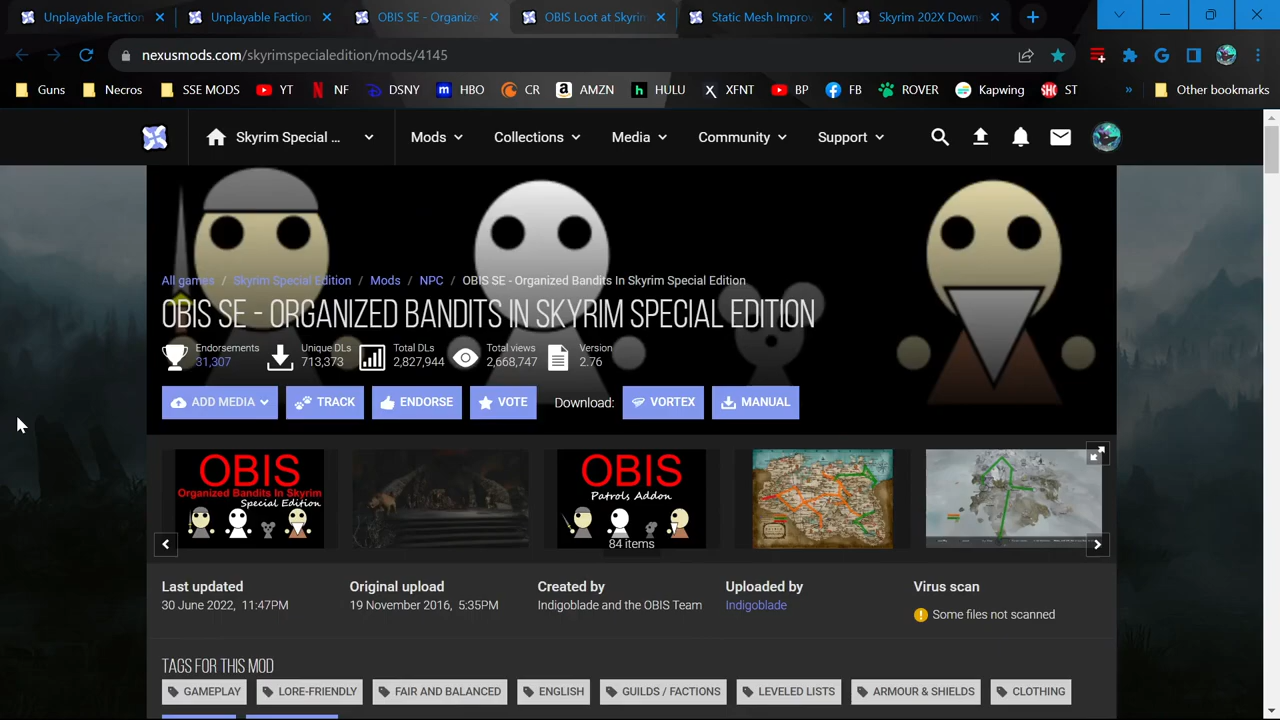 Unplayable Faction
Unplayable Faction
OBIS SE - Organize
OBIS Loot at Skyrin
Static Mesh Improv
Skyrim 202X Down
nexusmods.com/skyrimspecialedition/mods/4145
Guns
Necros
SSE MODS
YT
NF
DSNY
HBO
CR
AMZN
HULU
XFNT
BP
FB
ROVER
Kapwing
ST
»
Other bookmarks
Skyrim Special ...
Mods
Collections
Media
Community
Support
All games / Skyrim Special Edition / Mods / NPC / OBIS SE - Organized Bandits In Skyrim Special Edition
OBIS SE - ORGANIZED BANDITS IN SKYRIM SPECIAL EDITION
Endorsements
31,307
Unique DLs
713,373
Total DLs
2,827,944
Total views
2,668,747
Version
2.76
ADD MEDIA
TRACK
ENDORSE
VOTE
Download:
VORTEX
MANUAL
OBIS
Organized Bandits In Skyrim
Special Edition
OBIS
Patrols Addon
84 items
Last updated
30 June 2022, 11:47PM
Original upload
19 November 2016, 5:35PM
Created by
Indigoblade and the OBIS Team
Uploaded by
Indigoblade
Virus scan
Some files not scanned
TAGS FOR THIS MOD
GAMEPLAY
LORE-FRIENDLY
FAIR AND BALANCED
ENGLISH
GUILDS / FACTIONS
LEVELED LISTS
ARMOUR & SHIELDS
CLOTHING